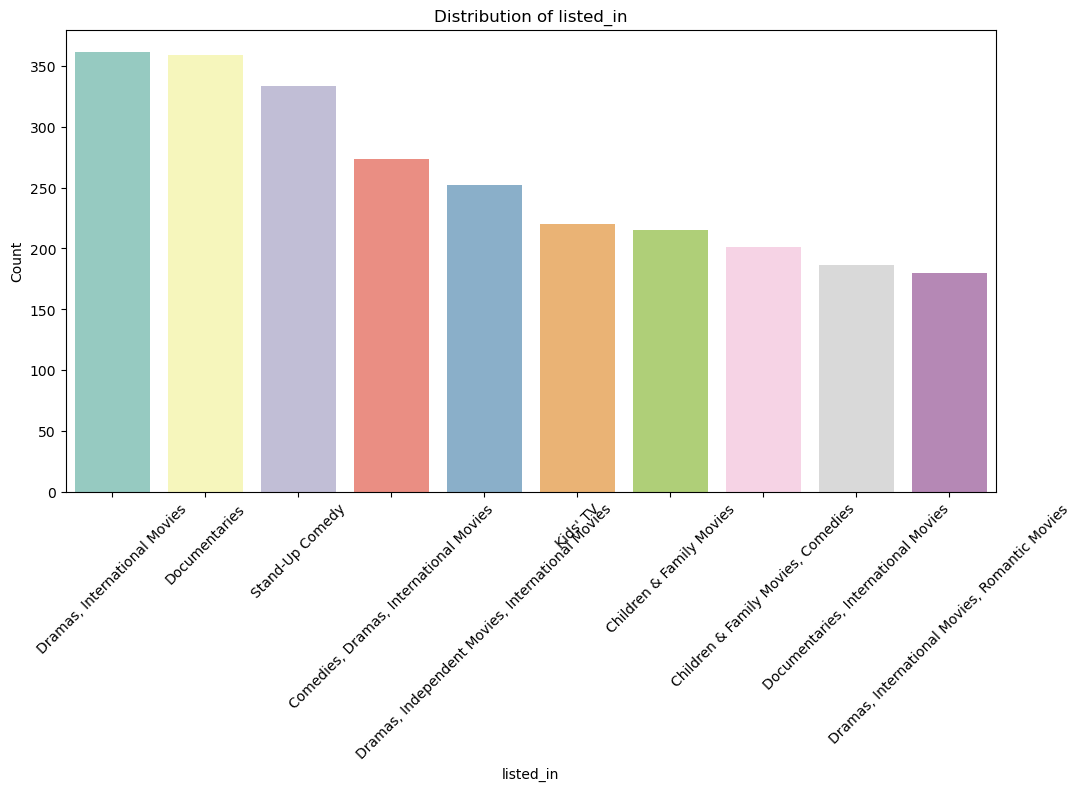 Distribution of listed_in
Count
350
300
250
200
150
100
50
0
Dramas, International Movies
Documentaries
Stand-Up Comedy
Comedies, Dramas, International Movies
Dramas, Independent Movies, International Movies
Kids' TV
Children & Family Movies
Children & Family Movies, Comedies
Documentaries, International Movies
Dramas, International Movies, Romantic Movies
listed_in